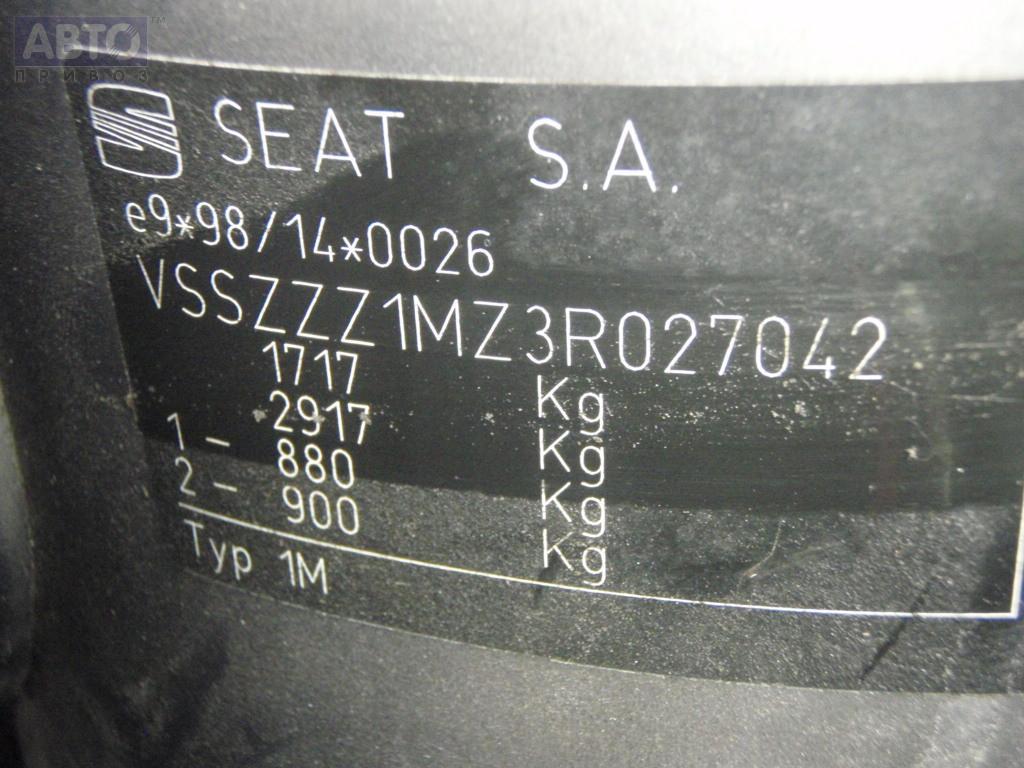 АВТО™
ПРИВОЗ
SEAT S.A.
e9*98/14*0026
VSSZZZ1MZ3R027042
1717 Kg
2917 Kg
1 - 880 Kg
2 - 900 Kg
Typ 1M